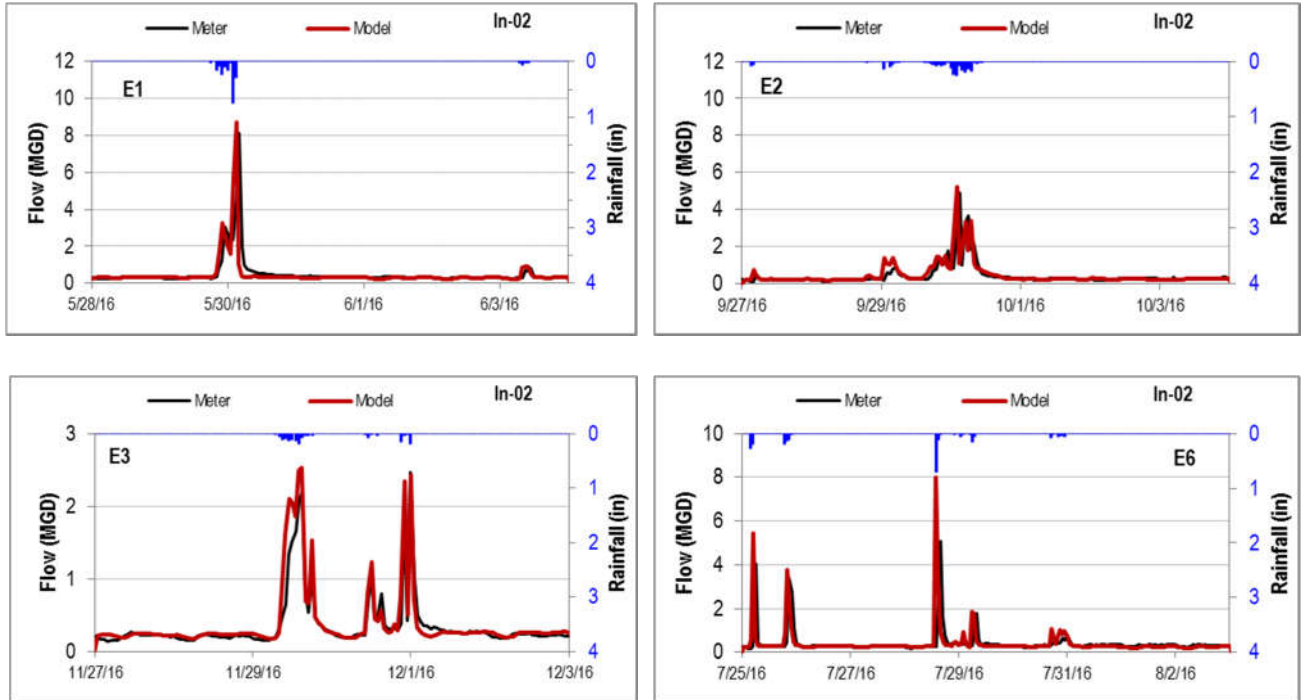 Meter Model In-02
E1
Flow (MGD)
12
10
8
6
4
2
0
0
1
2
3
4
Rainfall (in)
5/28/16 5/30/16 6/1/16 6/3/16
Meter Model In-02
E2
Flow (MGD)
12
10
8
6
4
2
0
0
1
2
3
4
Rainfall (in)
9/27/16 9/29/16 10/1/16 10/3/16
Meter Model In-02
E3
Flow (MGD)
3
2
1
0
0
1
2
3
4
Rainfall (in)
11/27/16 11/29/16 12/1/16 12/3/16
Meter Model In-02
E6
Flow (MGD)
10
8
6
4
2
0
0
1
2
3
4
Rainfall (in)
7/25/16 7/27/16 7/29/16 7/31/16 8/2/16